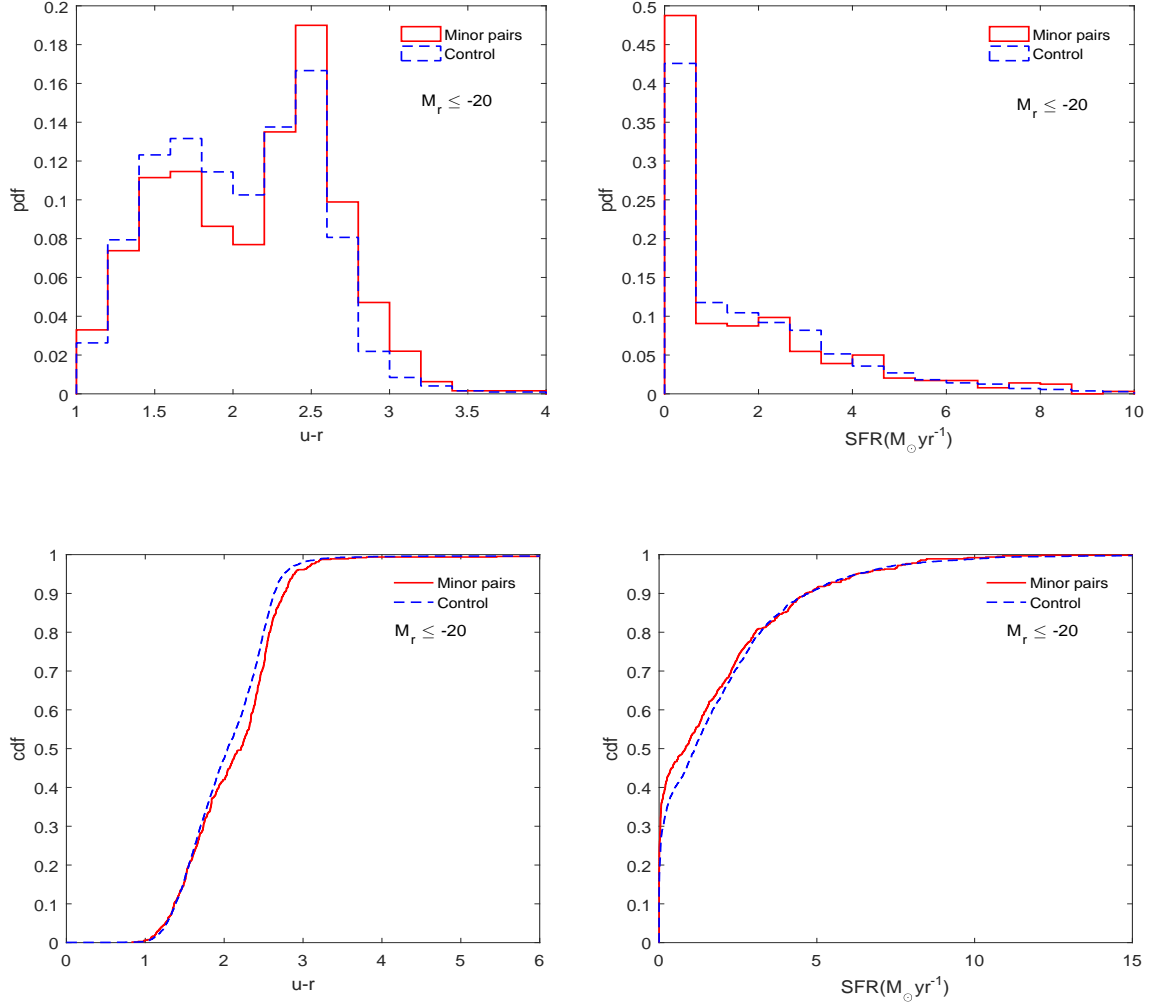 0.2
0.18
0.16
0.14
0.12
0.1
0.08
0.06
0.04
0.02
0
pdf
1 1.5 2 2.5 3 3.5 4
u-r
Minor pairs
Control
M_r ≤ -20
0.5
0.45
0.4
0.35
0.3
0.25
0.2
0.15
0.1
0.05
0
pdf
0 2 4 6 8 10
SFR(M_⊙yr^-1)
Minor pairs
Control
M_r ≤ -20
1
0.9
0.8
0.7
0.6
0.5
0.4
0.3
0.2
0.1
0
cdf
0 1 2 3 4 5 6
u-r
Minor pairs
Control
M_r ≤ -20
1
0.9
0.8
0.7
0.6
0.5
0.4
0.3
0.2
0.1
0
cdf
0 5 10 15
SFR(M_⊙yr^-1)
Minor pairs
Control
M_r ≤ -20